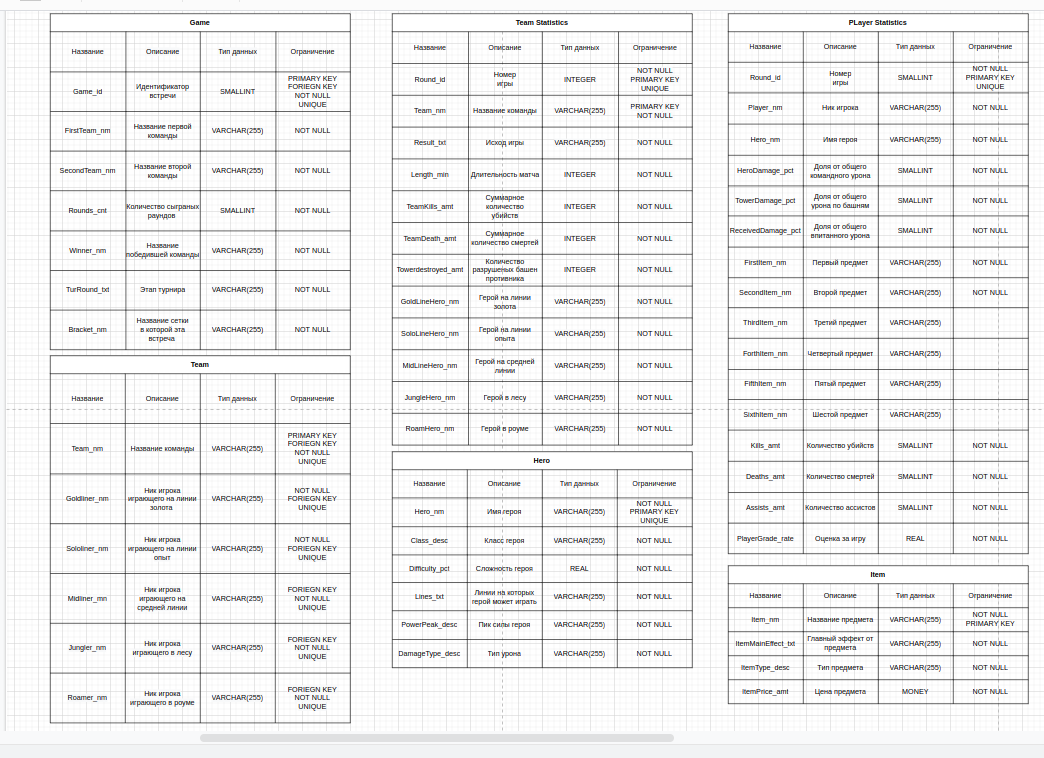 Game
Название Описание Тип данных Ограничение
Game_id Идентификатор встречи SMALLINT PRIMARY KEY FORIEGN KEY NOT NULL UNIQUE
FirstTeam_nm Название первой команды VARCHAR(255) NOT NULL
SecondTeam_nm Название второй команды VARCHAR(255) NOT NULL
Rounds_cnt Количество сыграных раундов SMALLINT NOT NULL
Winner_nm Название победившей команды VARCHAR(255) NOT NULL
TurRound_txt Этап турнира VARCHAR(255) NOT NULL
Bracket_nm Название сетки в которой эта встреча VARCHAR(255) NOT NULL
Team
Название Описание Тип данных Ограничение
Team_nm Название команды VARCHAR(255) PRIMARY KEY FORIEGN KEY NOT NULL UNIQUE
Goldliner_nm Ник игрока играющего на линии золота VARCHAR(255) NOT NULL FORIEGN KEY UNIQUE
Sololiner_nm Ник игрока играющего на линии опыт VARCHAR(255) NOT NULL FORIEGN KEY UNIQUE
Midliner_mn Ник игрока играющего на средней линии VARCHAR(255) FORIEGN KEY NOT NULL UNIQUE
Jungler_nm Ник игрока играющего в лесу VARCHAR(255) FORIEGN KEY NOT NULL UNIQUE
Roamer_nm Ник игрока играющего в роуме VARCHAR(255) FORIEGN KEY NOT NULL UNIQUE
Team Statistics
Название Описание Тип данных Ограничение
Round_id Номер игры INTEGER NOT NULL PRIMARY KEY UNIQUE
Team_nm Название команды VARCHAR(255) PRIMARY KEY NOT NULL
Result_txt Исход игры VARCHAR(255) NOT NULL
Length_min Длительность матча INTEGER NOT NULL
TeamKills_amt Суммарное количество убийств INTEGER NOT NULL
TeamDeath_amt Суммарное количество смертей INTEGER NOT NULL
Towerdestroyed_amt Количество разрушеных башен противника INTEGER NOT NULL
GoldLineHero_nm Герой на линии золота VARCHAR(255) NOT NULL
SoloLineHero_nm Герой на линии опыта VARCHAR(255) NOT NULL
MidLineHero_nm Герой на средней линии VARCHAR(255) NOT NULL
JungleHero_nm Герой в лесу VARCHAR(255) NOT NULL
RoamHero_nm Герой в роуме VARCHAR(255) NOT NULL
Hero
Название Описание Тип данных Ограничение
Hero_nm Имя героя VARCHAR(255) NOT NULL PRIMARY KEY UNIQUE
Class_desc Класс героя VARCHAR(255) NOT NULL
Difficulty_pct Сложность героя REAL NOT NULL
Lines_txt Линии на которых герой может играть VARCHAR(255) NOT NULL
PowerPeak_desc Пик силы героя VARCHAR(255) NOT NULL
DamageType_desc Тип урона VARCHAR(255) NOT NULL
PLayer Statistics
Название Описание Тип данных Ограничение
Round_id Номер игры SMALLINT NOT NULL PRIMARY KEY UNIQUE
Player_nm Ник игрока VARCHAR(255) NOT NULL
Hero_nm Имя героя VARCHAR(255) NOT NULL
HeroDamage_pct Доля от общего командного урона SMALLINT NOT NULL
TowerDamage_pct Доля от общего урона по башням SMALLINT NOT NULL
ReceivedDamage_pct Доля от общего впитанного урона SMALLINT NOT NULL
FirstItem_nm Первый предмет VARCHAR(255) NOT NULL
SecondItem_nm Второй предмет VARCHAR(255) NOT NULL
ThirdItem_nm Третий предмет VARCHAR(255)
ForthItem_nm Четвертый предмет VARCHAR(255)
FifthItem_nm Пятый предмет VARCHAR(255)
SixthItem_nm Шестой предмет VARCHAR(255)
Kills_amt Количество убийств SMALLINT NOT NULL
Deaths_amt Количество смертей SMALLINT NOT NULL
Assists_amt Количество ассистов SMALLINT NOT NULL
PlayerGrade_rate Оценка за игру REAL NOT NULL
Item
Название Описание Тип данных Ограничение
Item_nm Название предмета VARCHAR(255) NOT NULL PRIMARY KEY
ItemMainEffect_txt Главный эффект от предмета VARCHAR(255) NOT NULL
ItemType_desc Тип предмета VARCHAR(255) NOT NULL
ItemPrice_amt Цена предмета MONEY NOT NULL